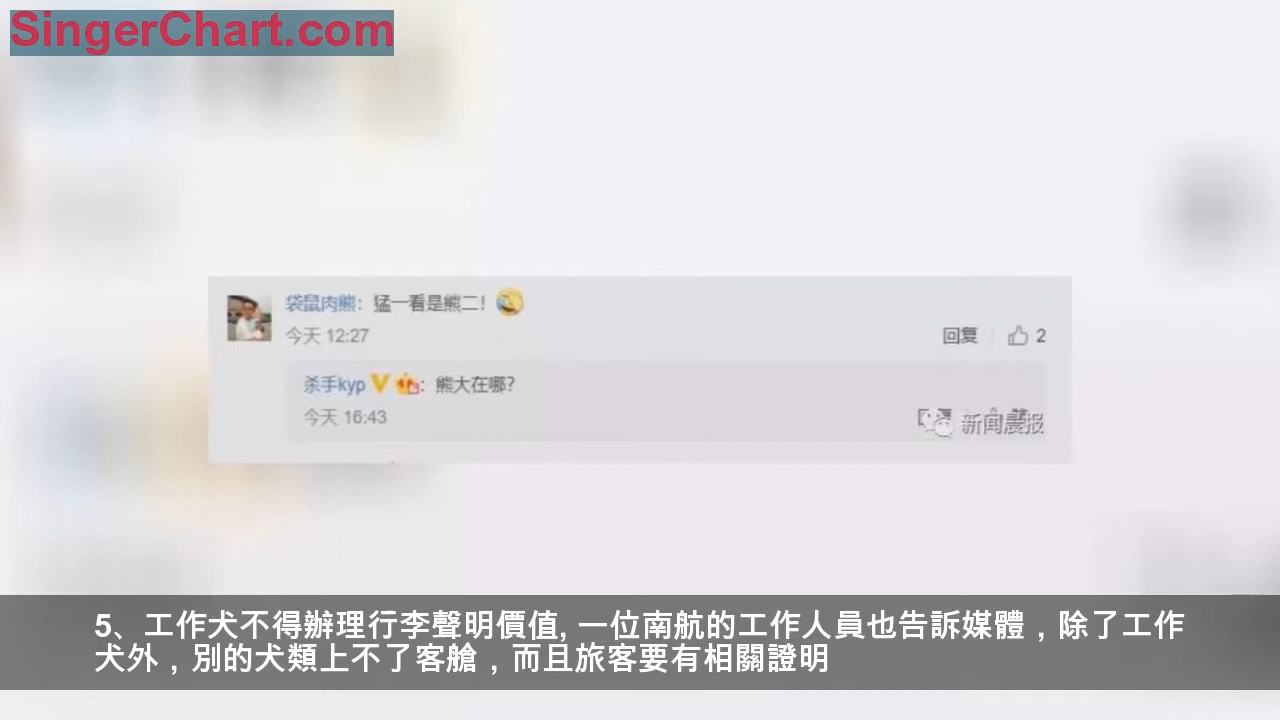 SingerChart.com
袋鼠肉熊：猛一看是熊二！
今天 12:27
回复 2
杀手kyp V ：熊大在哪？
今天 16:43
新闻晨报
5、工作犬不得辦理行李聲明價值, 一位南航的工作人員也告訴媒體，除了工作
犬外，別的犬類上不了客艙，而且旅客要有相關證明